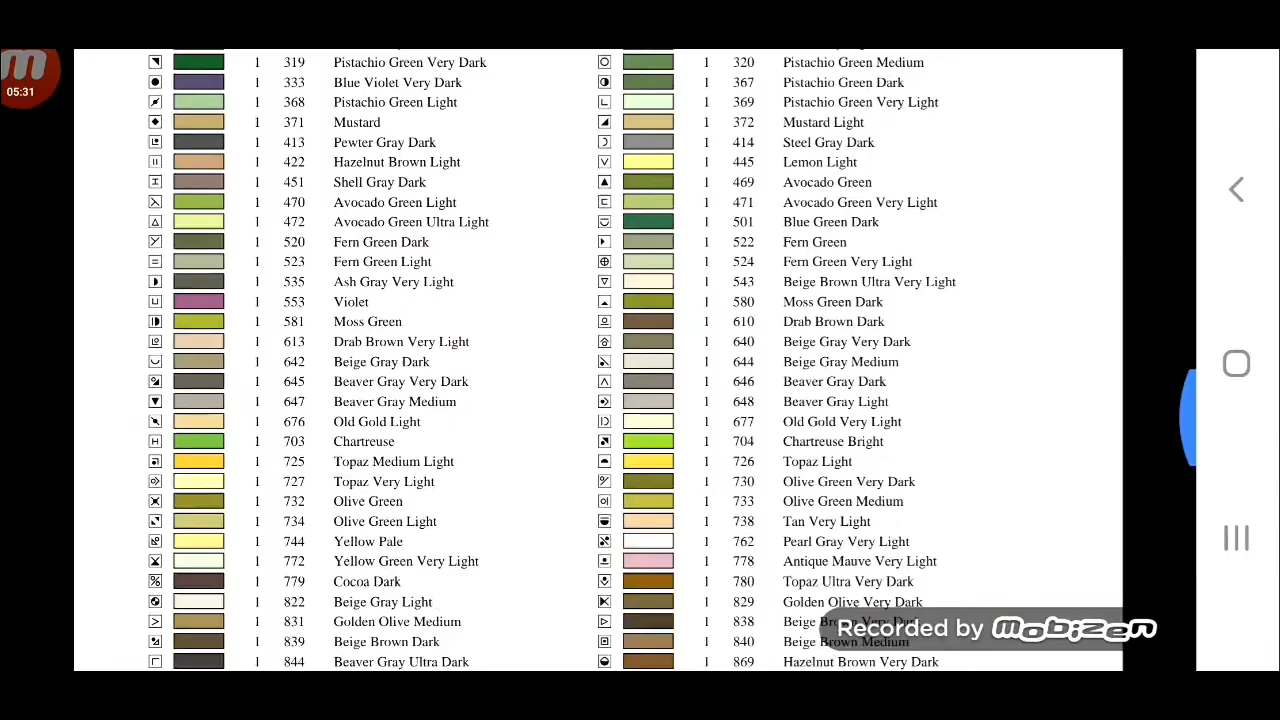 05:31
1 319 Pistachio Green Very Dark 1 320 Pistachio Green Medium
1 333 Blue Violet Very Dark 1 367 Pistachio Green Dark
1 368 Pistachio Green Light 1 369 Pistachio Green Very Light
1 371 Mustard 1 372 Mustard Light
1 413 Pewter Gray Dark 1 414 Steel Gray Dark
1 422 Hazelnut Brown Light 1 445 Lemon Light
1 451 Shell Gray Dark 1 469 Avocado Green
1 470 Avocado Green Light 1 471 Avocado Green Very Light
1 472 Avocado Green Ultra Light 1 501 Blue Green Dark
1 520 Fern Green Dark 1 522 Fern Green
1 523 Fern Green Light 1 524 Fern Green Very Light
1 535 Ash Gray Very Light 1 543 Beige Brown Ultra Very Light
1 553 Violet 1 580 Moss Green Dark
1 581 Moss Green 1 610 Drab Brown Dark
1 613 Drab Brown Very Light 1 640 Beige Gray Very Dark
1 642 Beige Gray Dark 1 644 Beige Gray Medium
1 645 Beaver Gray Very Dark 1 646 Beaver Gray Dark
1 647 Beaver Gray Medium 1 648 Beaver Gray Light
1 676 Old Gold Light 1 677 Old Gold Very Light
1 703 Chartreuse 1 704 Chartreuse Bright
1 725 Topaz Medium Light 1 726 Topaz Light
1 727 Topaz Very Light 1 730 Olive Green Very Dark
1 732 Olive Green 1 733 Olive Green Medium
1 734 Olive Green Light 1 738 Tan Very Light
1 744 Yellow Pale 1 762 Pearl Gray Very Light
1 772 Yellow Green Very Light 1 778 Antique Mauve Very Light
1 779 Cocoa Dark 1 780 Topaz Ultra Very Dark
1 822 Beige Gray Light 1 829 Golden Olive Very Dark
1 831 Golden Olive Medium 1 838 Beige Brown Very Dark
1 839 Beige Brown Dark 1 840 Beige Brown Medium
1 844 Beaver Gray Ultra Dark 1 869 Hazelnut Brown Very Dark
Recorded by mobizen